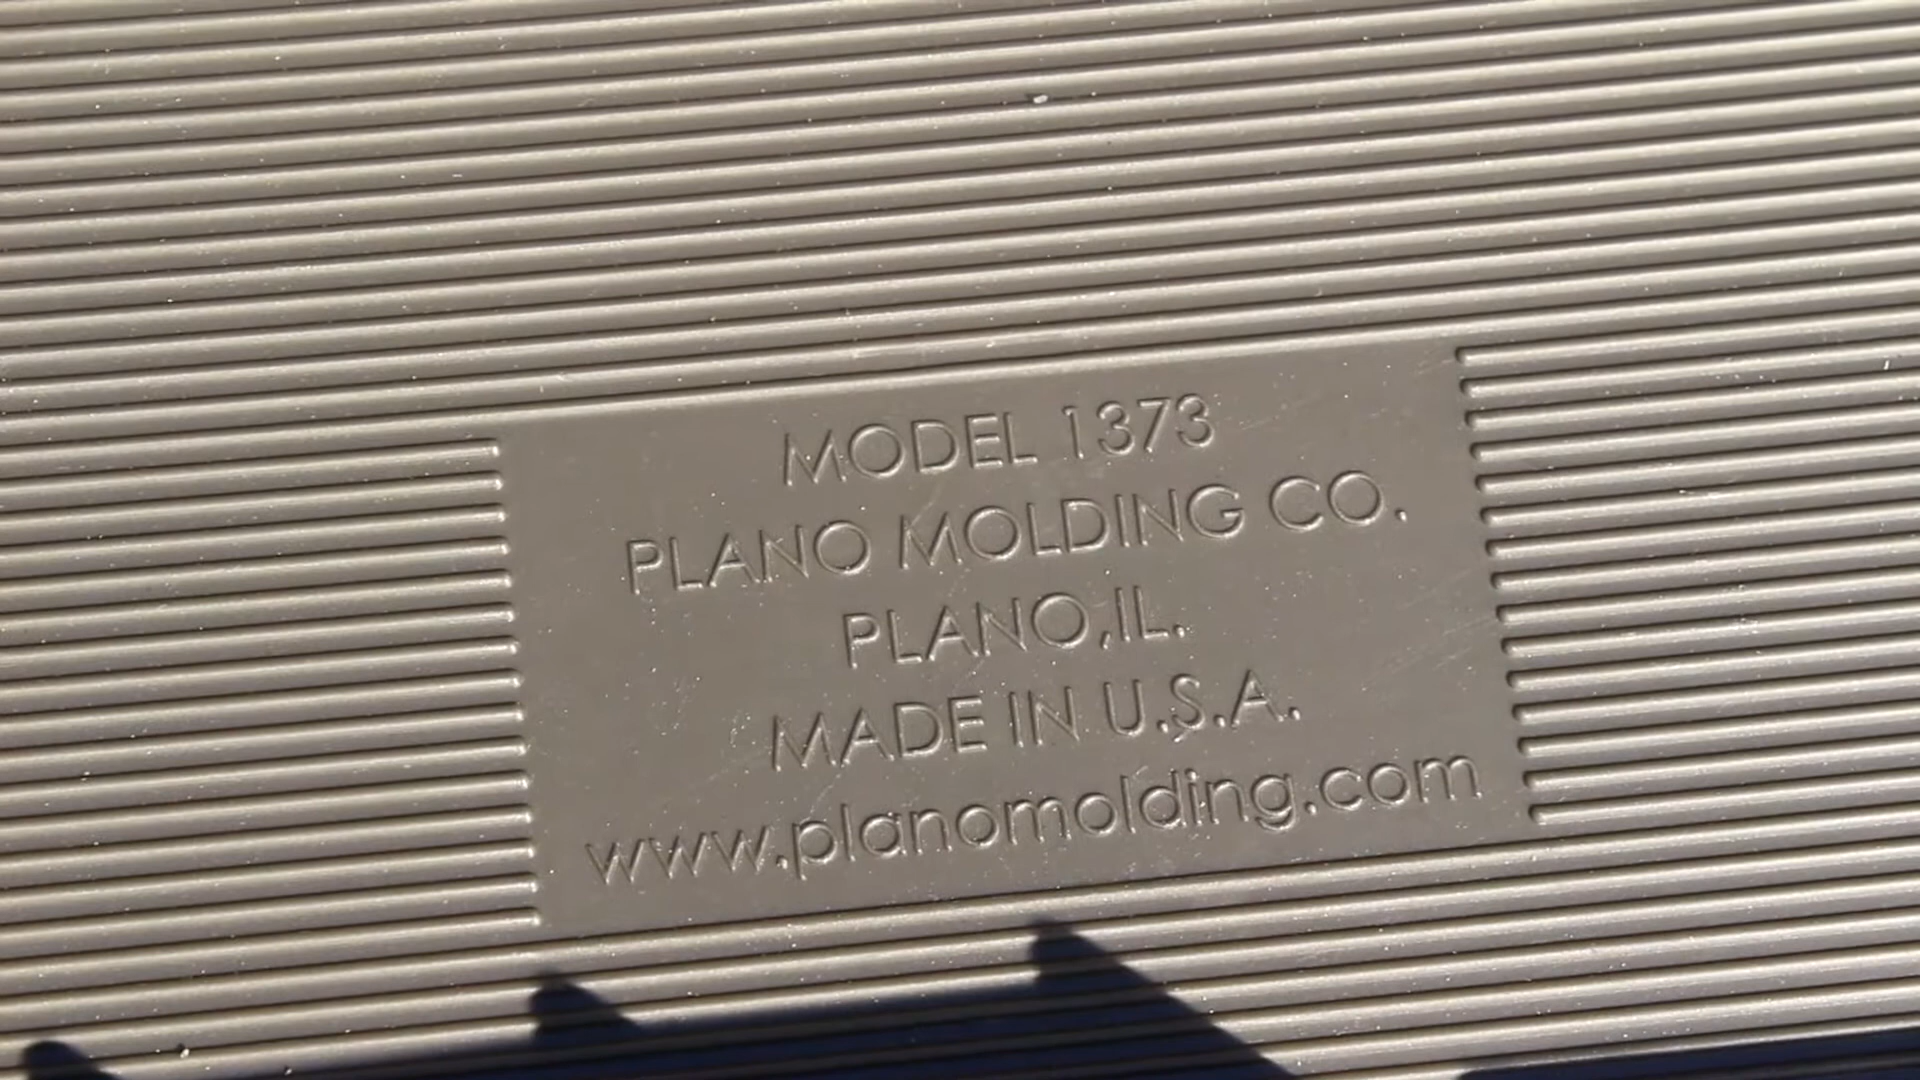 MODEL 1373
PLANO MOLDING CO.
PLANO,IL.
MADE IN U.S.A.
www.planomolding.com